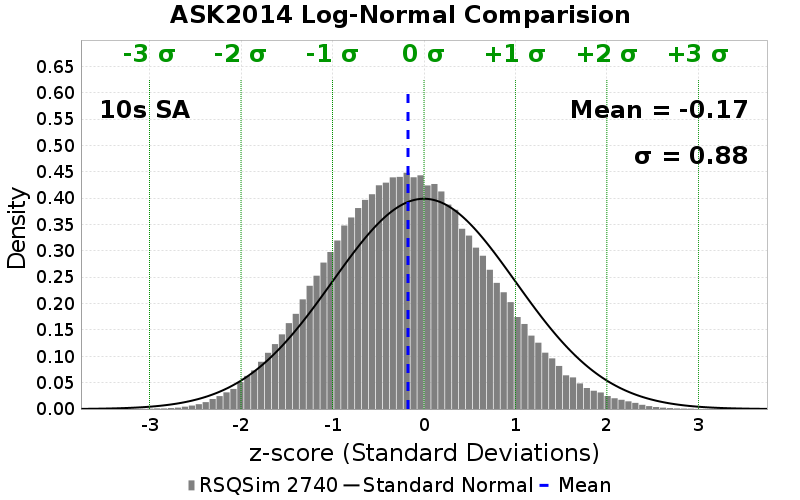 ASK2014 Log-Normal Comparision
-3 σ -2 σ -1 σ 0 σ +1 σ +2 σ +3 σ
10s SA
Mean = -0.17
σ = 0.88
Density
0.65
0.60
0.55
0.50
0.45
0.40
0.35
0.30
0.25
0.20
0.15
0.10
0.05
0.00
-3 -2 -1 0 1 2 3
z-score (Standard Deviations)
RSQSim 2740 Standard Normal Mean